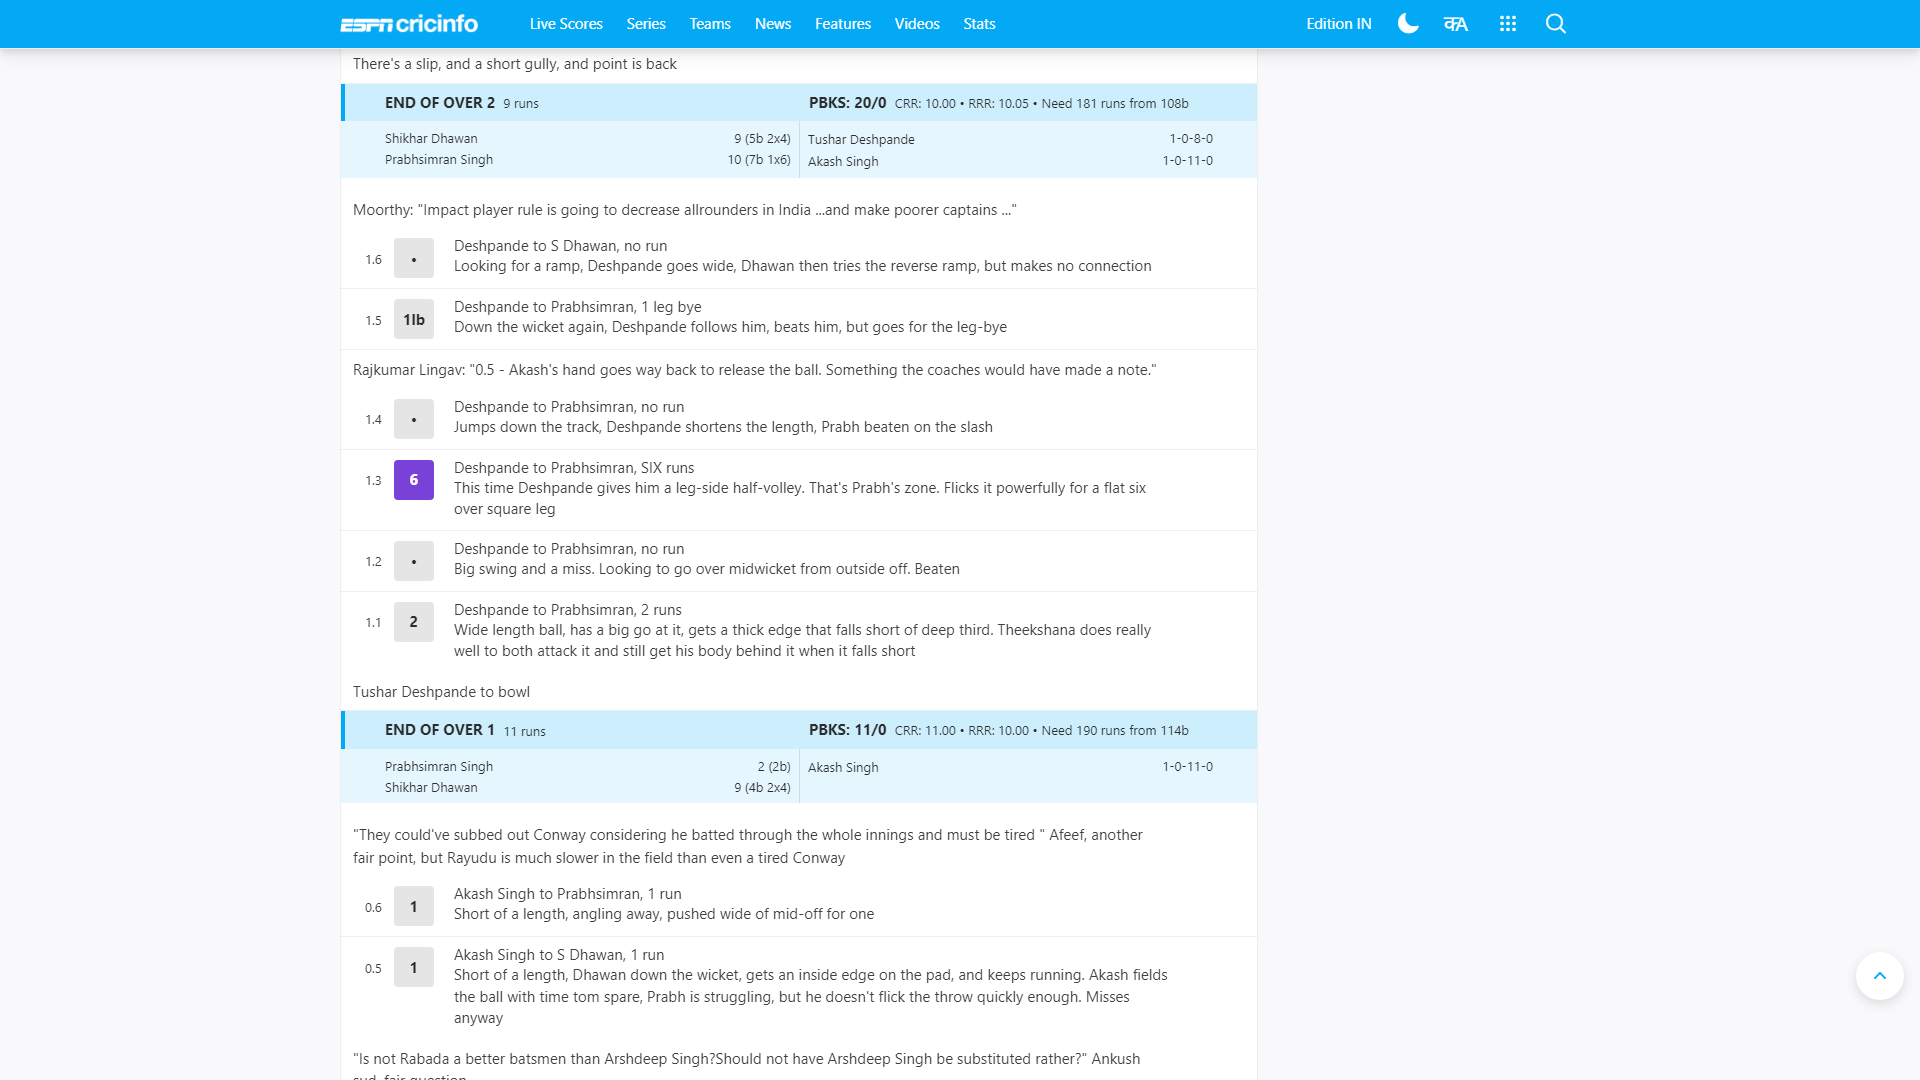 ESPN cricinfo Live Scores Series Teams News Features Videos Stats Edition IN क A
There's a slip, and a short gully, and point is back
END OF OVER 2 9 runs PBKS: 20/0 CRR: 10.00 • RRR: 10.05 • Need 181 runs from 108b
Shikhar Dhawan 9 (5b 2x4) Tushar Deshpande 1-0-8-0
Prabhsimran Singh 10 (7b 1x6) Akash Singh 1-0-11-0
Moorthy: "Impact player rule is going to decrease allrounders in India ...and make poorer captains ..."
Deshpande to S Dhawan, no run
1.6 •
Looking for a ramp, Deshpande goes wide, Dhawan then tries the reverse ramp, but makes no connection
Deshpande to Prabhsimran, 1 leg bye
1.5 1lb
Down the wicket again, Deshpande follows him, beats him, but goes for the leg-bye
Rajkumar Lingav: "0.5 - Akash's hand goes way back to release the ball. Something the coaches would have made a note."
Deshpande to Prabhsimran, no run
1.4 •
Jumps down the track, Deshpande shortens the length, Prabh beaten on the slash
Deshpande to Prabhsimran, SIX runs
1.3 6
This time Deshpande gives him a leg-side half-volley. That's Prabh's zone. Flicks it powerfully for a flat six
over square leg
Deshpande to Prabhsimran, no run
1.2 •
Big swing and a miss. Looking to go over midwicket from outside off. Beaten
Deshpande to Prabhsimran, 2 runs
1.1 2
Wide length ball, has a big go at it, gets a thick edge that falls short of deep third. Theekshana does really
well to both attack it and still get his body behind it when it falls short
Tushar Deshpande to bowl
END OF OVER 1 11 runs PBKS: 11/0 CRR: 11.00 • RRR: 10.00 • Need 190 runs from 114b
Prabhsimran Singh 2 (2b) Akash Singh 1-0-11-0
Shikhar Dhawan 9 (4b 2x4)
"They could've subbed out Conway considering he batted through the whole innings and must be tired " Afeef, another
fair point, but Rayudu is much slower in the field than even a tired Conway
Akash Singh to Prabhsimran, 1 run
0.6 1
Short of a length, angling away, pushed wide of mid-off for one
Akash Singh to S Dhawan, 1 run
0.5 1
Short of a length, Dhawan down the wicket, gets an inside edge on the pad, and keeps running. Akash fields
the ball with time tom spare, Prabh is struggling, but he doesn't flick the throw quickly enough. Misses
anyway
"Is not Rabada a better batsmen than Arshdeep Singh?Should not have Arshdeep Singh be substituted rather?" Ankush
sud, fair question